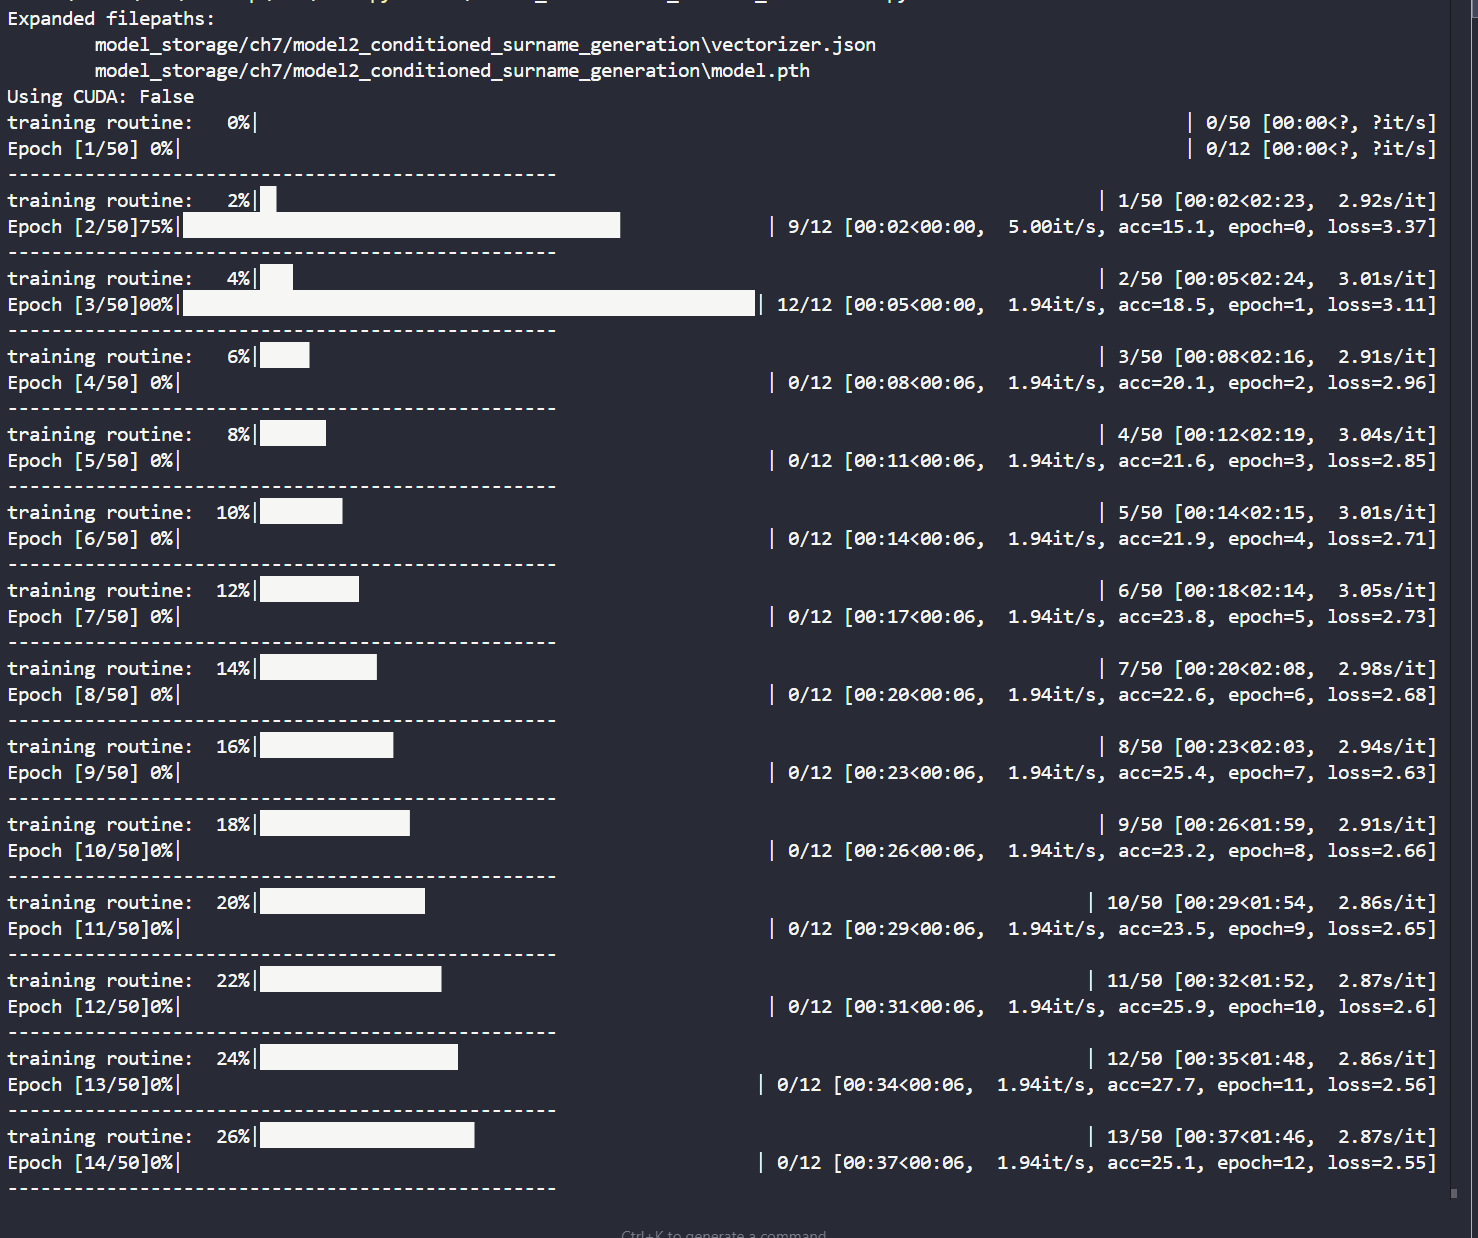 Expanded filepaths:
model_storage/ch7/model2_conditioned_surname_generation\vectorizer.json
model_storage/ch7/model2_conditioned_surname_generation\model.pth
Using CUDA: False
training routine:   0%| | 0/50 [00:00<?, ?it/s]
Epoch [1/50] 0%| | 0/12 [00:00<?, ?it/s]
--------------------------------------------------
training routine:   2%| | 1/50 [00:02<02:23,  2.92s/it]
Epoch [2/50]75%| | 9/12 [00:02<00:00,  5.00it/s, acc=15.1, epoch=0, loss=3.37]
--------------------------------------------------
training routine:   4%| | 2/50 [00:05<02:24,  3.01s/it]
Epoch [3/50]00%| | 12/12 [00:05<00:00,  1.94it/s, acc=18.5, epoch=1, loss=3.11]
--------------------------------------------------
training routine:   6%| | 3/50 [00:08<02:16,  2.91s/it]
Epoch [4/50] 0%| | 0/12 [00:08<00:06,  1.94it/s, acc=20.1, epoch=2, loss=2.96]
--------------------------------------------------
training routine:   8%| | 4/50 [00:12<02:19,  3.04s/it]
Epoch [5/50] 0%| | 0/12 [00:11<00:06,  1.94it/s, acc=21.6, epoch=3, loss=2.85]
--------------------------------------------------
training routine:  10%| | 5/50 [00:14<02:15,  3.01s/it]
Epoch [6/50] 0%| | 0/12 [00:14<00:06,  1.94it/s, acc=21.9, epoch=4, loss=2.71]
--------------------------------------------------
training routine:  12%| | 6/50 [00:18<02:14,  3.05s/it]
Epoch [7/50] 0%| | 0/12 [00:17<00:06,  1.94it/s, acc=23.8, epoch=5, loss=2.73]
--------------------------------------------------
training routine:  14%| | 7/50 [00:20<02:08,  2.98s/it]
Epoch [8/50] 0%| | 0/12 [00:20<00:06,  1.94it/s, acc=22.6, epoch=6, loss=2.68]
--------------------------------------------------
training routine:  16%| | 8/50 [00:23<02:03,  2.94s/it]
Epoch [9/50] 0%| | 0/12 [00:23<00:06,  1.94it/s, acc=25.4, epoch=7, loss=2.63]
--------------------------------------------------
training routine:  18%| | 9/50 [00:26<01:59,  2.91s/it]
Epoch [10/50]0%| | 0/12 [00:26<00:06,  1.94it/s, acc=23.2, epoch=8, loss=2.66]
--------------------------------------------------
training routine:  20%| | 10/50 [00:29<01:54,  2.86s/it]
Epoch [11/50]0%| | 0/12 [00:29<00:06,  1.94it/s, acc=23.5, epoch=9, loss=2.65]
--------------------------------------------------
training routine:  22%| | 11/50 [00:32<01:52,  2.87s/it]
Epoch [12/50]0%| | 0/12 [00:31<00:06,  1.94it/s, acc=25.9, epoch=10, loss=2.6]
--------------------------------------------------
training routine:  24%| | 12/50 [00:35<01:48,  2.86s/it]
Epoch [13/50]0%| | 0/12 [00:34<00:06,  1.94it/s, acc=27.7, epoch=11, loss=2.56]
--------------------------------------------------
training routine:  26%| | 13/50 [00:37<01:46,  2.87s/it]
Epoch [14/50]0%| | 0/12 [00:37<00:06,  1.94it/s, acc=25.1, epoch=12, loss=2.55]
--------------------------------------------------
Ctrl+K to generate a command